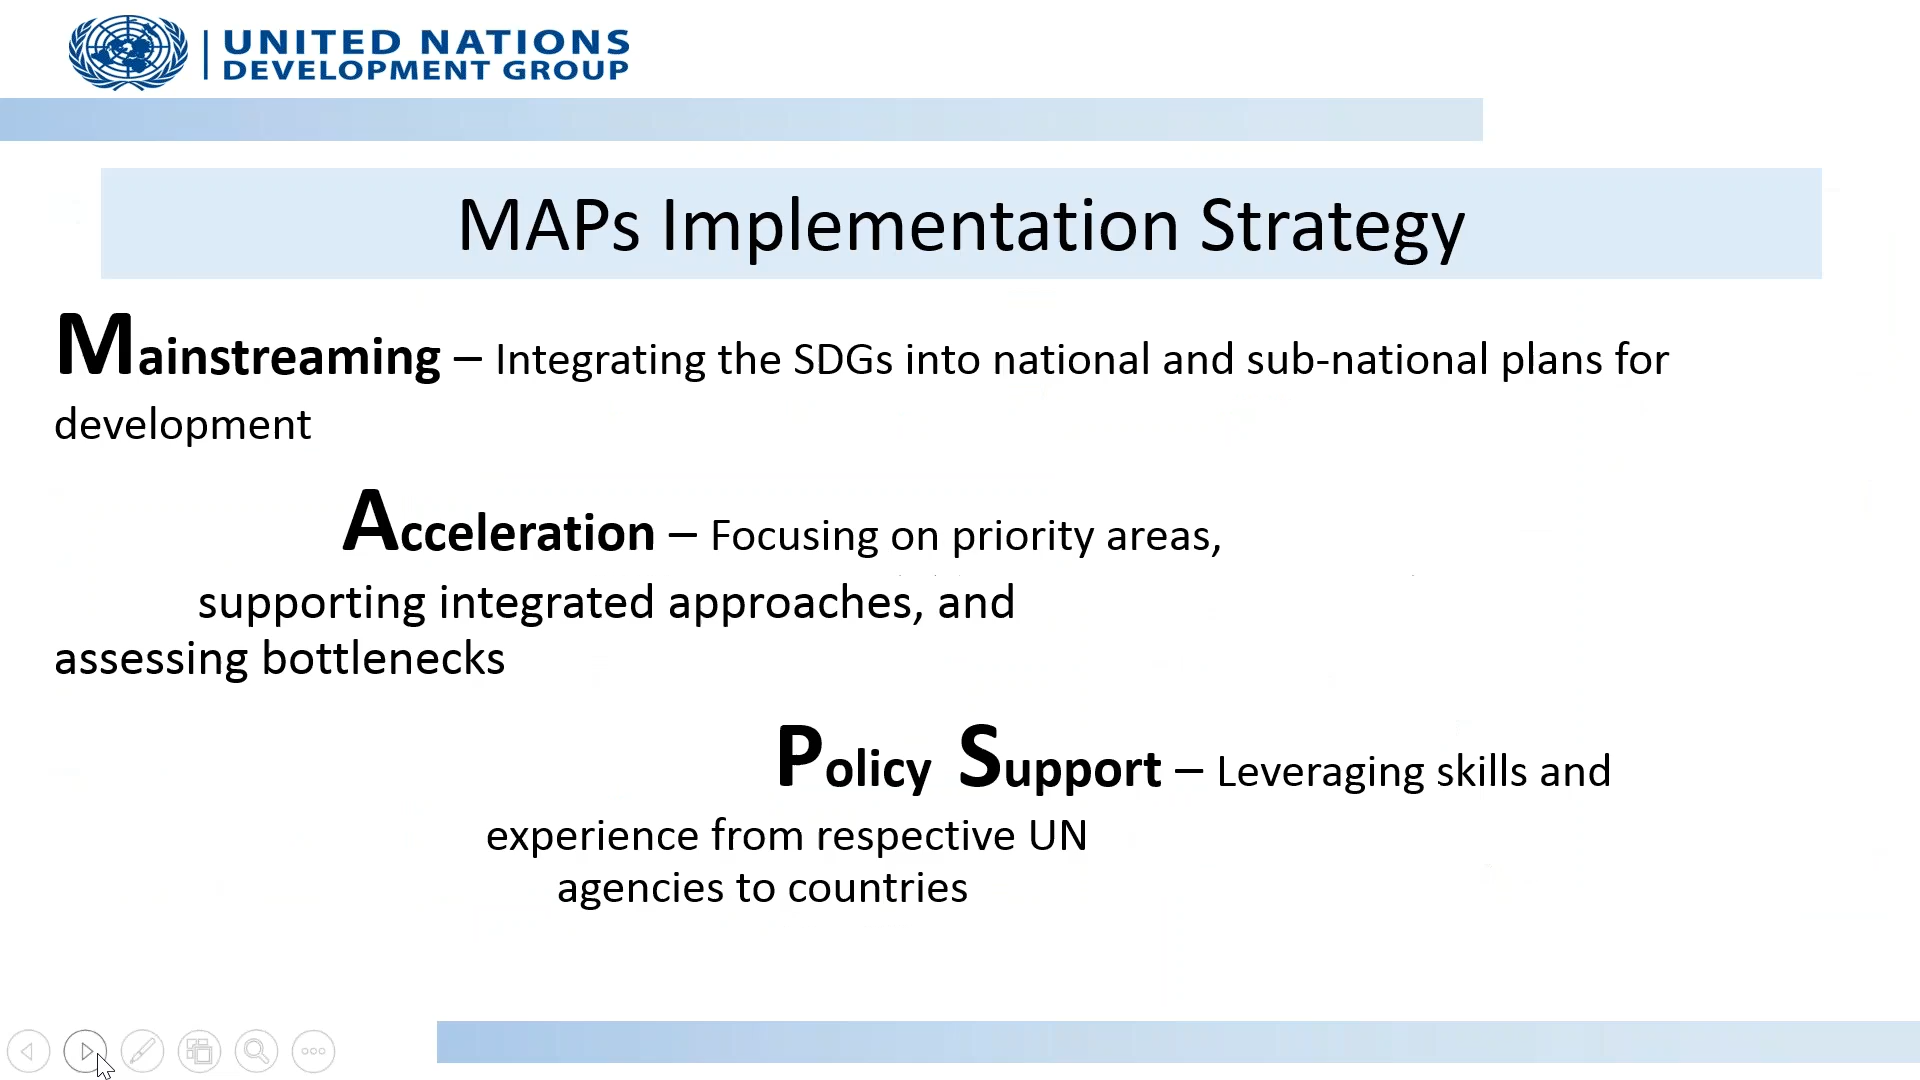 UNITED NATIONS
DEVELOPMENT GROUP
MAPs Implementation Strategy
Mainstreaming – Integrating the SDGs into national and sub-national plans for
development
Acceleration – Focusing on priority areas,
supporting integrated approaches, and
assessing bottlenecks
Policy Support – Leveraging skills and
experience from respective UN
agencies to countries